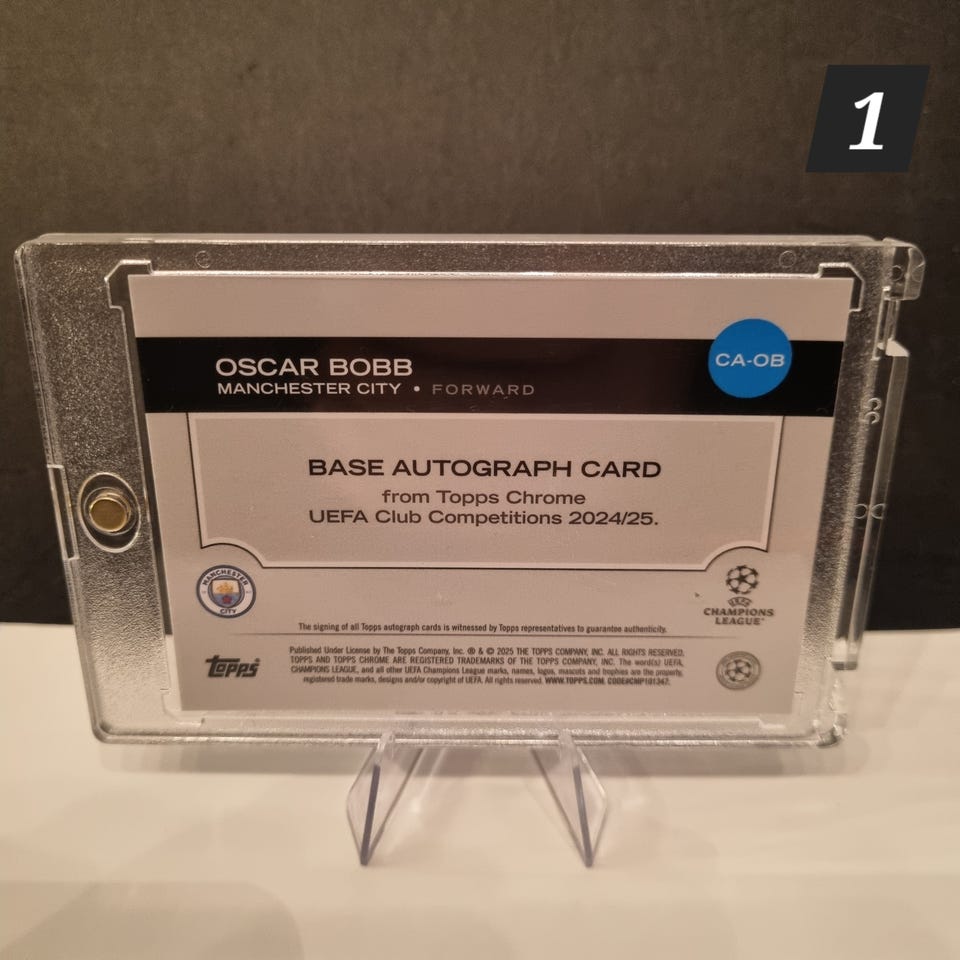 1
OSCAR BOBB
MANCHESTER CITY • FORWARD
CA-OB
BASE AUTOGRAPH CARD
from Topps Chrome
UEFA Club Competitions 2024/25.
MANCHESTER
CITY
UEFA
CHAMPIONS
LEAGUE
The signing of all Topps autograph cards is witnessed by Topps representatives to guarantee authenticity.
Topps
Published Under License by The Topps Company, Inc. ® & © 2025 THE TOPPS COMPANY, INC. ALL RIGHTS RESERVED.
TOPPS AND TOPPS CHROME ARE REGISTERED TRADEMARKS OF THE TOPPS COMPANY, INC. The word(s) UEFA,
CHAMPIONS LEAGUE, and all other UEFA Champions League marks, names, logos, mascots and trophies are the property,
registered trade marks, designs and/or copyright of UEFA. All rights reserved. WWW.TOPPS.COM. CODE#CMP101347.